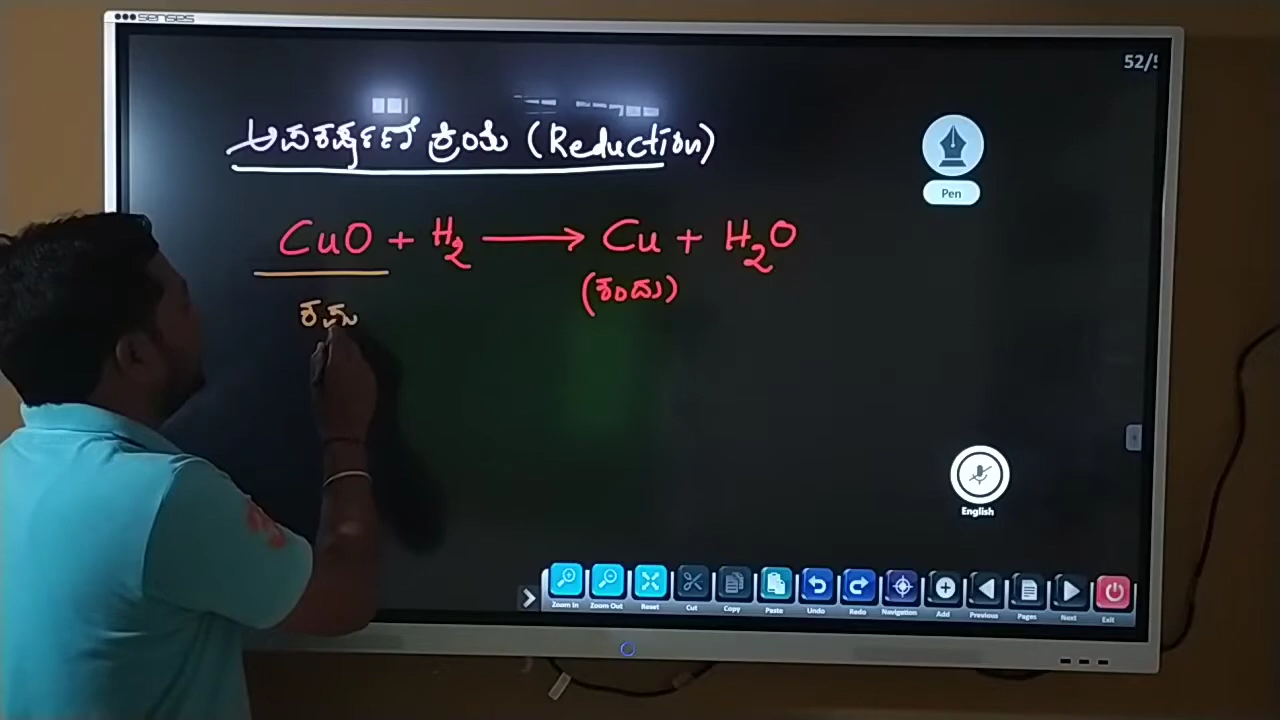 senses
52/5
ಅಪಕರ್ಷಣೆ ಕ್ರಿಯೆ (Reduction)
Pen
CuO + H₂ ⟶ Cu + H₂O
(ಕಂದು)
ಕಪ್ಪು
English
Zoom In Zoom Out Reset Cut Copy Paste Undo Redo Navigation Add Previous Pages Next Exit